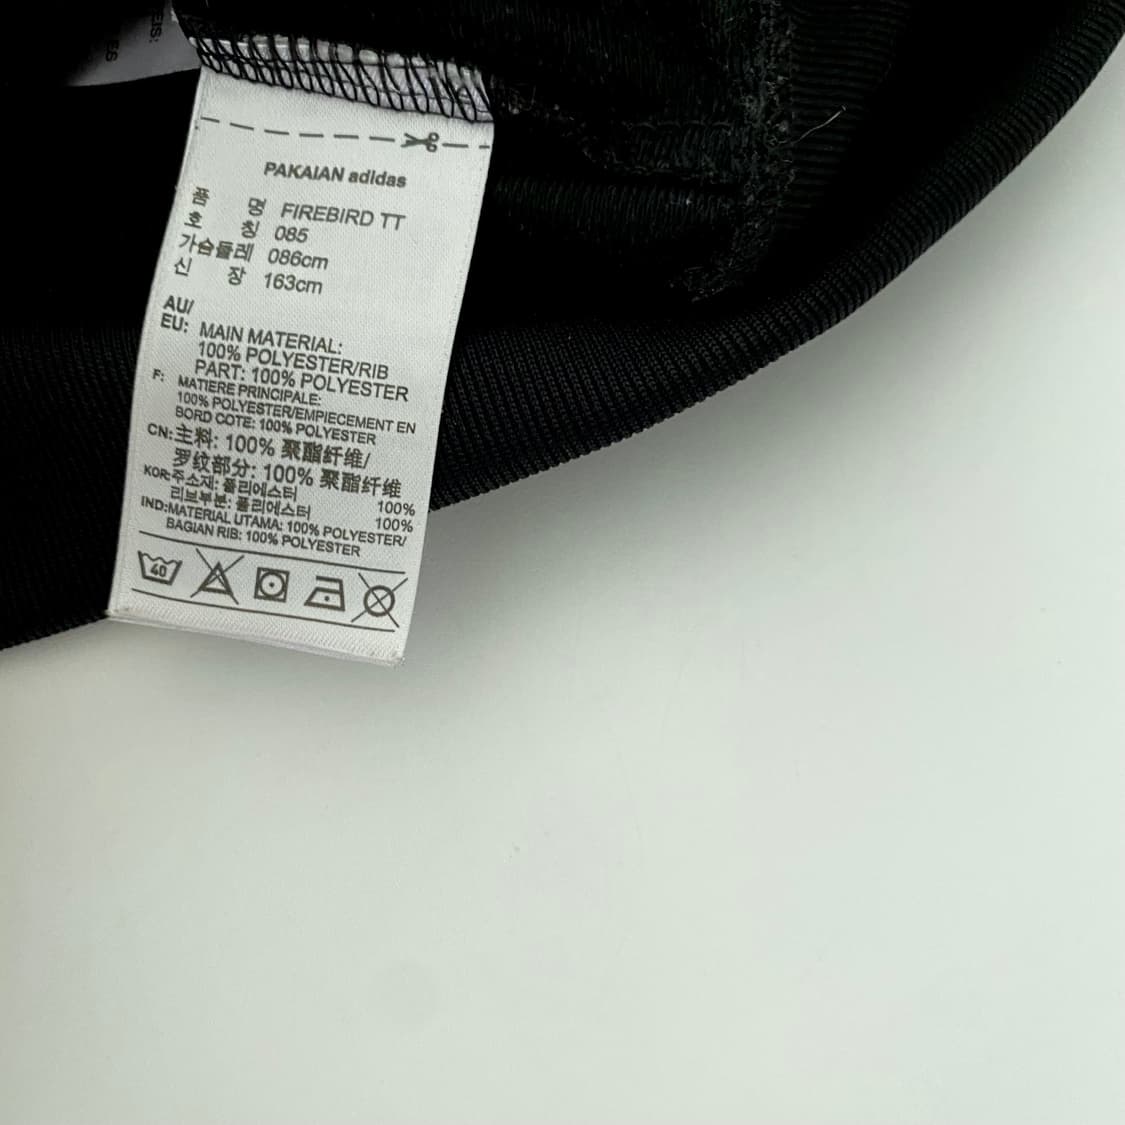 EIS:
ES
PAKAIAN adidas
품 명 FIREBIRD TT
호 칭 085
가슴둘레 086cm
신 장 163cm
AU/
EU: MAIN MATERIAL:
100% POLYESTER/RIB
PART: 100% POLYESTER
F: MATIERE PRINCIPALE:
100% POLYESTER/EMPIECEMENT EN
BORD COTE: 100% POLYESTER
CN:主料: 100% 聚酯纤维/
罗纹部分: 100% 聚酯纤维
KOR:주소재: 폴리에스터 100%
리브부분: 폴리에스터 100%
IND:MATERIAL UTAMA: 100% POLYESTER/
BAGIAN RIB: 100% POLYESTER
40